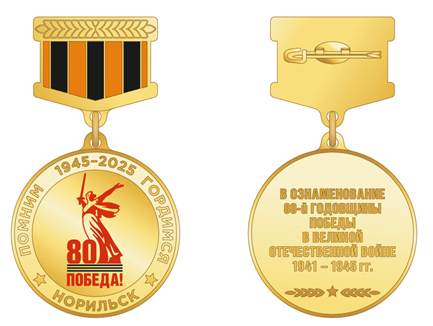 ПОМНИМ 1945-2025 ГОРДИМСЯ
80
ПОБЕДА!
НОРИЛЬСК
В ОЗНАМЕНОВАНИЕ
80-й ГОДОВЩИНЫ
ПОБЕДЫ
В ВЕЛИКОЙ
ОТЕЧЕСТВЕННОЙ ВОЙНЕ
1941 – 1945 гг.